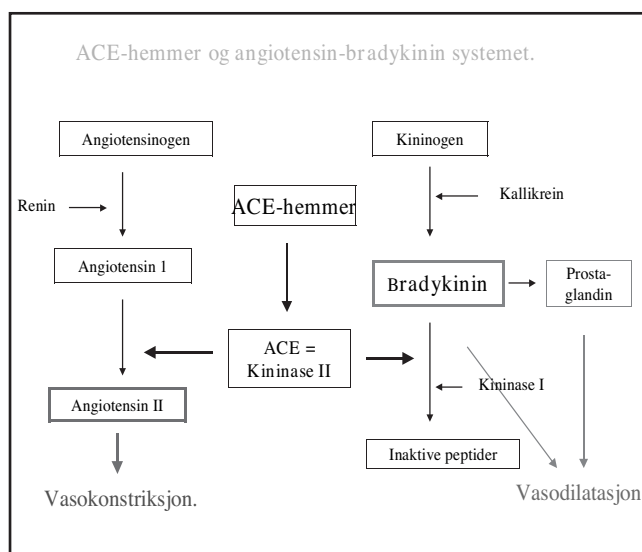 ACE-hemmer og angiotensin-bradykinin systemet.
Angiotensinogen
Kininogen
Renin
Kallikrein
ACE-hemmer
Angiotensin 1
Bradykinin
Prosta-
glandin
ACE =
Kininase II
Kininase I
Angiotensin II
Inaktive peptider
Vasokonstriksjon.
Vasodilatasjon